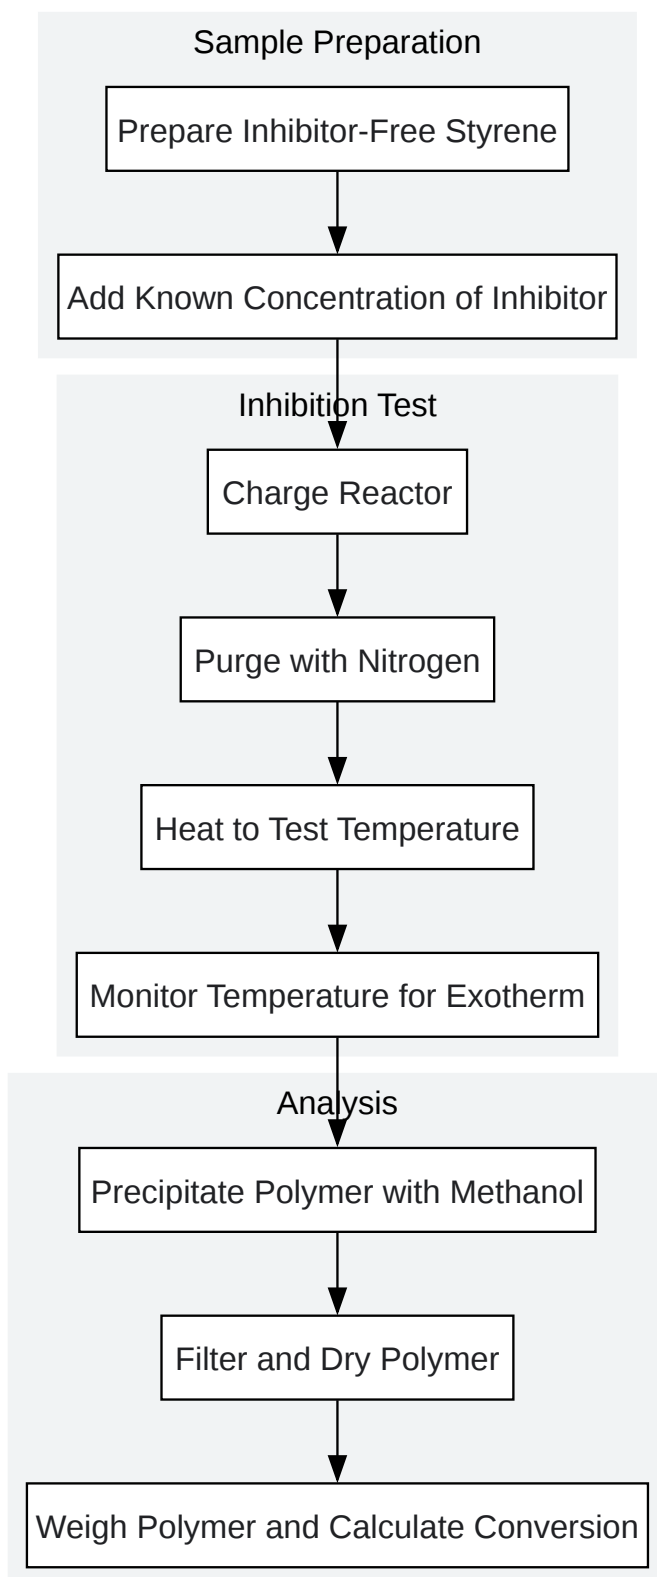 Sample Preparation
Prepare Inhibitor-Free Styrene
Add Known Concentration of Inhibitor
Inhibition Test
Charge Reactor
Purge with Nitrogen
Heat to Test Temperature
Monitor Temperature for Exotherm
Analysis
Precipitate Polymer with Methanol
Filter and Dry Polymer
Weigh Polymer and Calculate Conversion